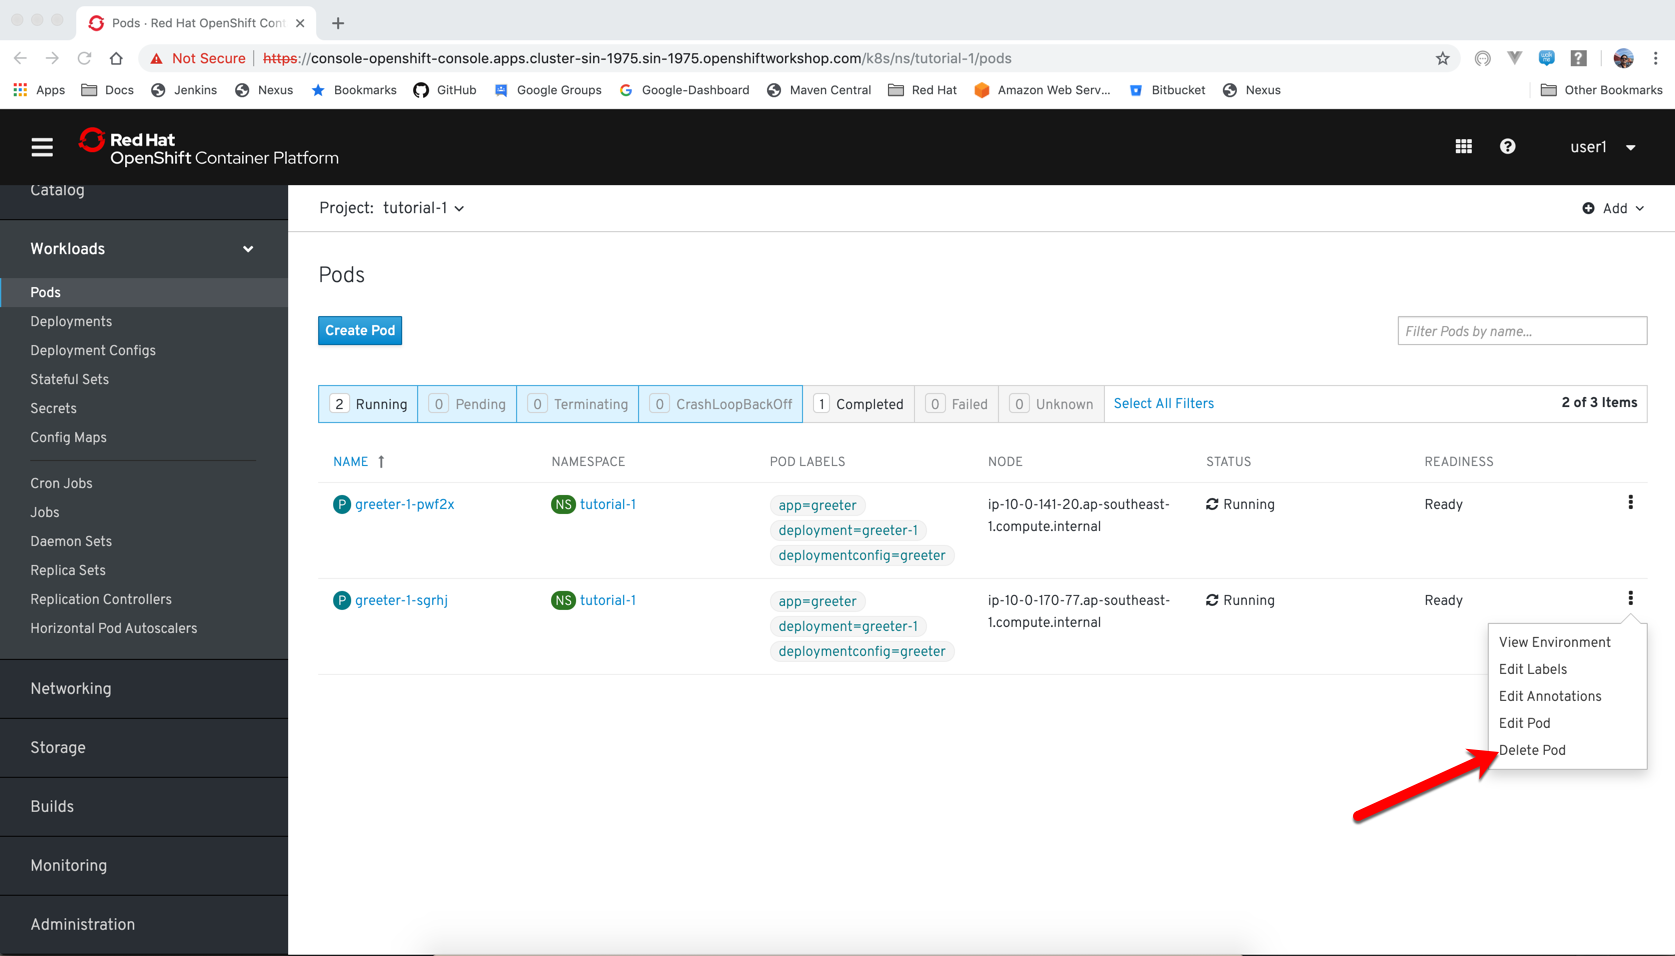 Pods · Red Hat OpenShift Cont
Not Secure | https://console-openshift-console.apps.cluster-sin-1975.sin-1975.openshiftworkshop.com/k8s/ns/tutorial-1/pods
Apps Docs Jenkins Nexus Bookmarks GitHub Google Groups Google-Dashboard Maven Central Red Hat Amazon Web Serv... Bitbucket Nexus Other Bookmarks
Red Hat
OpenShift Container Platform
user1
Catalog
Workloads
Pods
Deployments
Deployment Configs
Stateful Sets
Secrets
Config Maps
Cron Jobs
Jobs
Daemon Sets
Replica Sets
Replication Controllers
Horizontal Pod Autoscalers
Networking
Storage
Builds
Monitoring
Administration
Project: tutorial-1
Add
Pods
Create Pod
Filter Pods by name...
2 Running 0 Pending 0 Terminating 0 CrashLoopBackOff 1 Completed 0 Failed 0 Unknown Select All Filters 2 of 3 Items
NAME NAMESPACE POD LABELS NODE STATUS READINESS
P greeter-1-pwf2x NS tutorial-1 app=greeter ip-10-0-141-20.ap-southeast- Running Ready
deployment=greeter-1 1.compute.internal
deploymentconfig=greeter
P greeter-1-sgrhj NS tutorial-1 app=greeter ip-10-0-170-77.ap-southeast- Running Ready
deployment=greeter-1 1.compute.internal
deploymentconfig=greeter
View Environment
Edit Labels
Edit Annotations
Edit Pod
Delete Pod